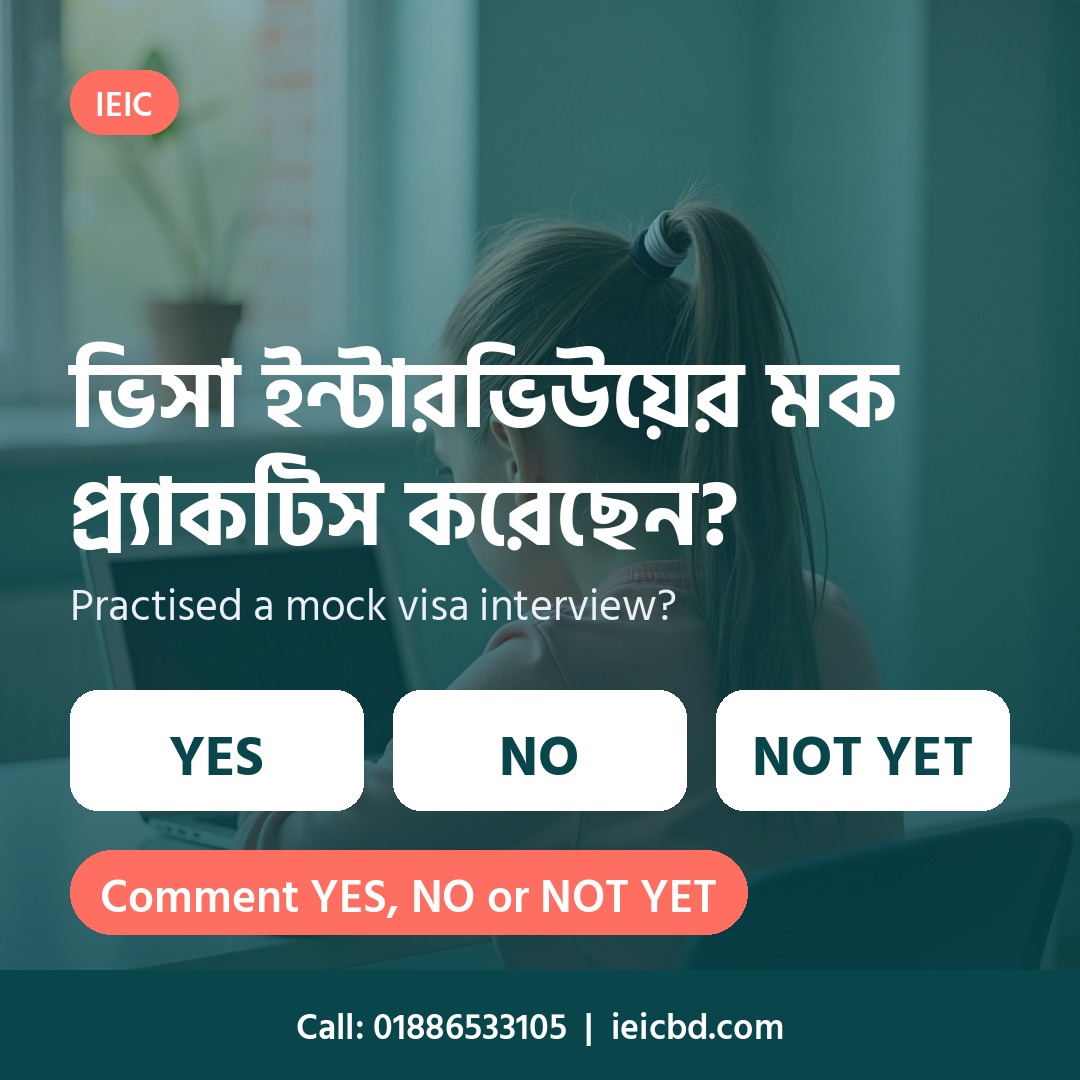 IEIC
ভিসা ইন্টারভিউয়ের মক
প্র্যাকটিস করেছেন?
Practised a mock visa interview?
YES
NO
NOT YET
Comment YES, NO or NOT YET
Call: 01886533105 | ieicbd.com